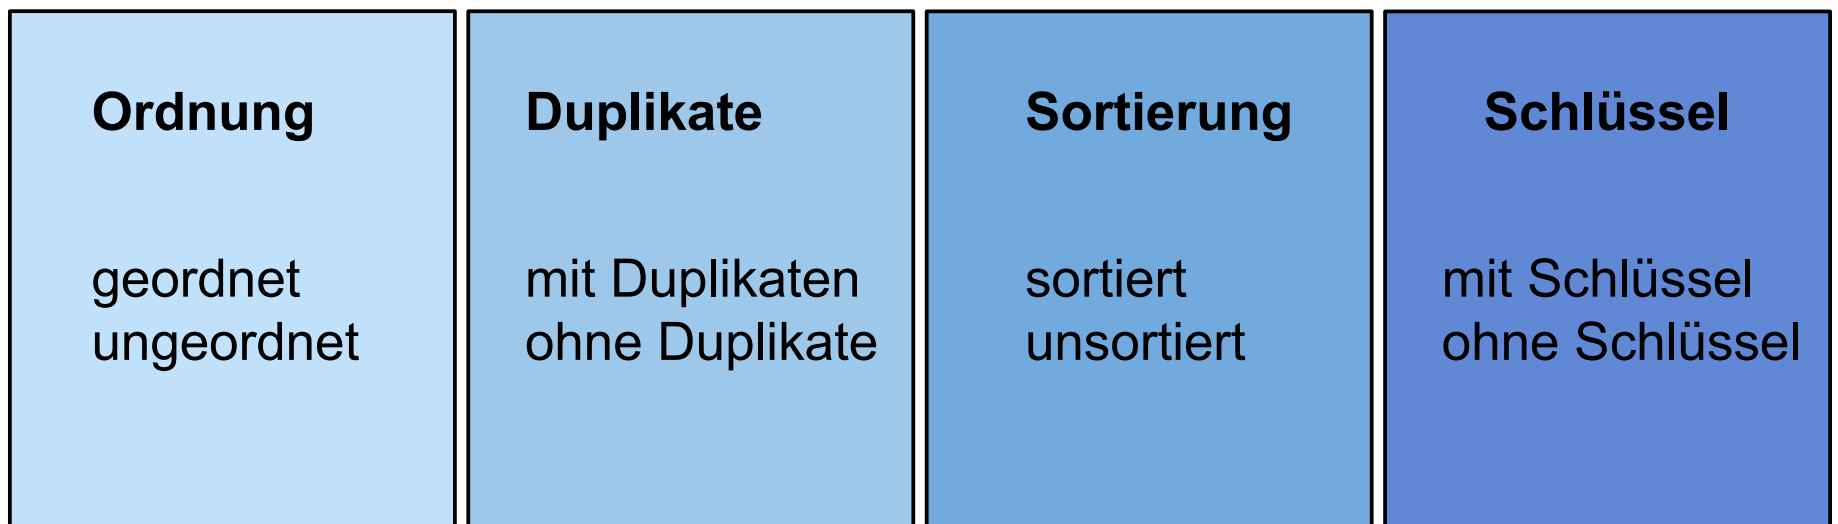 Ordnung
geordnet
ungeordnet
Duplikate
mit Duplikaten
ohne Duplikate
Sortierung
sortiert
unsortiert
Schlüssel
mit Schlüssel
ohne Schlüssel